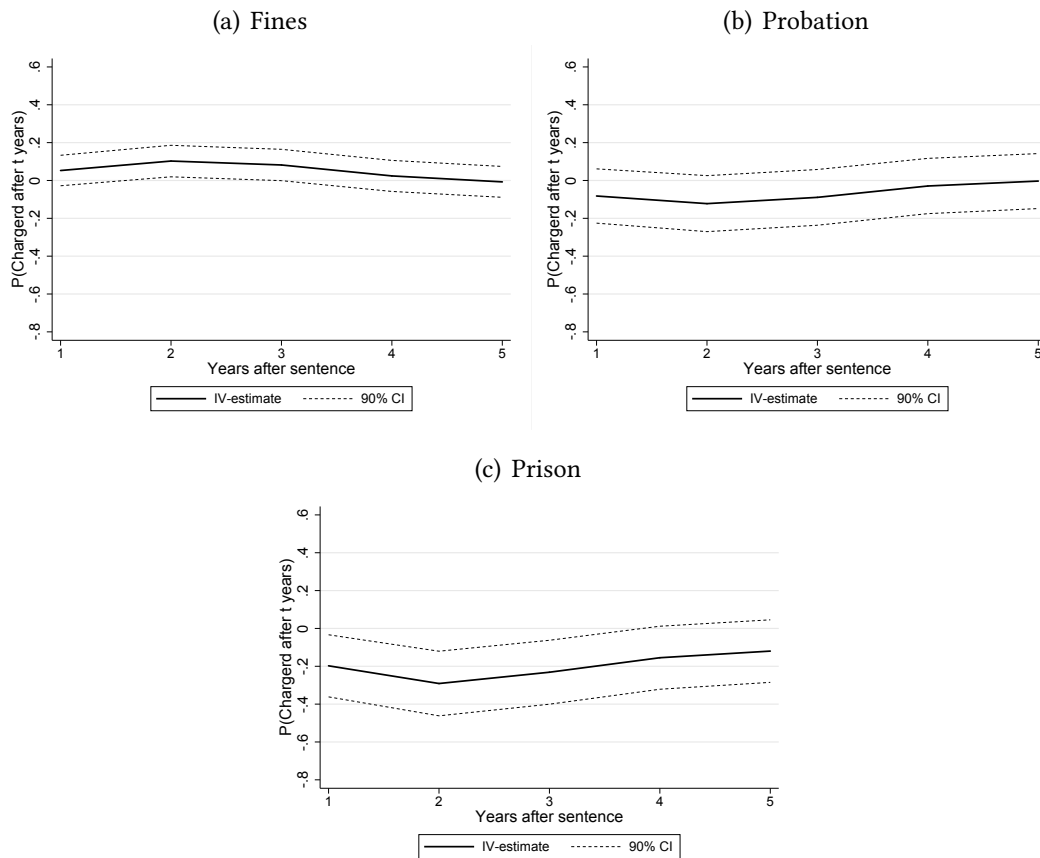 (a) Fines
P(Chargerd after t years)
.6
.4
.2
0
-.2
-.4
-.6
-.8
1 2 3 4 5
Years after sentence
IV-estimate 90% CI
(b) Probation
P(Chargerd after t years)
.6
.4
.2
0
-.2
-.4
-.6
-.8
1 2 3 4 5
Years after sentence
IV-estimate 90% CI
(c) Prison
P(Chargerd after t years)
.6
.4
.2
0
-.2
-.4
-.6
-.8
1 2 3 4 5
Years after sentence
IV-estimate 90% CI